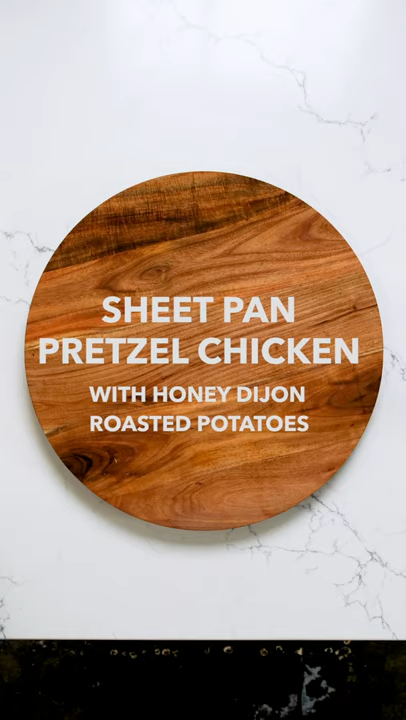 SHEET PAN
PRETZEL CHICKEN
WITH HONEY DIJON
ROASTED POTATOES